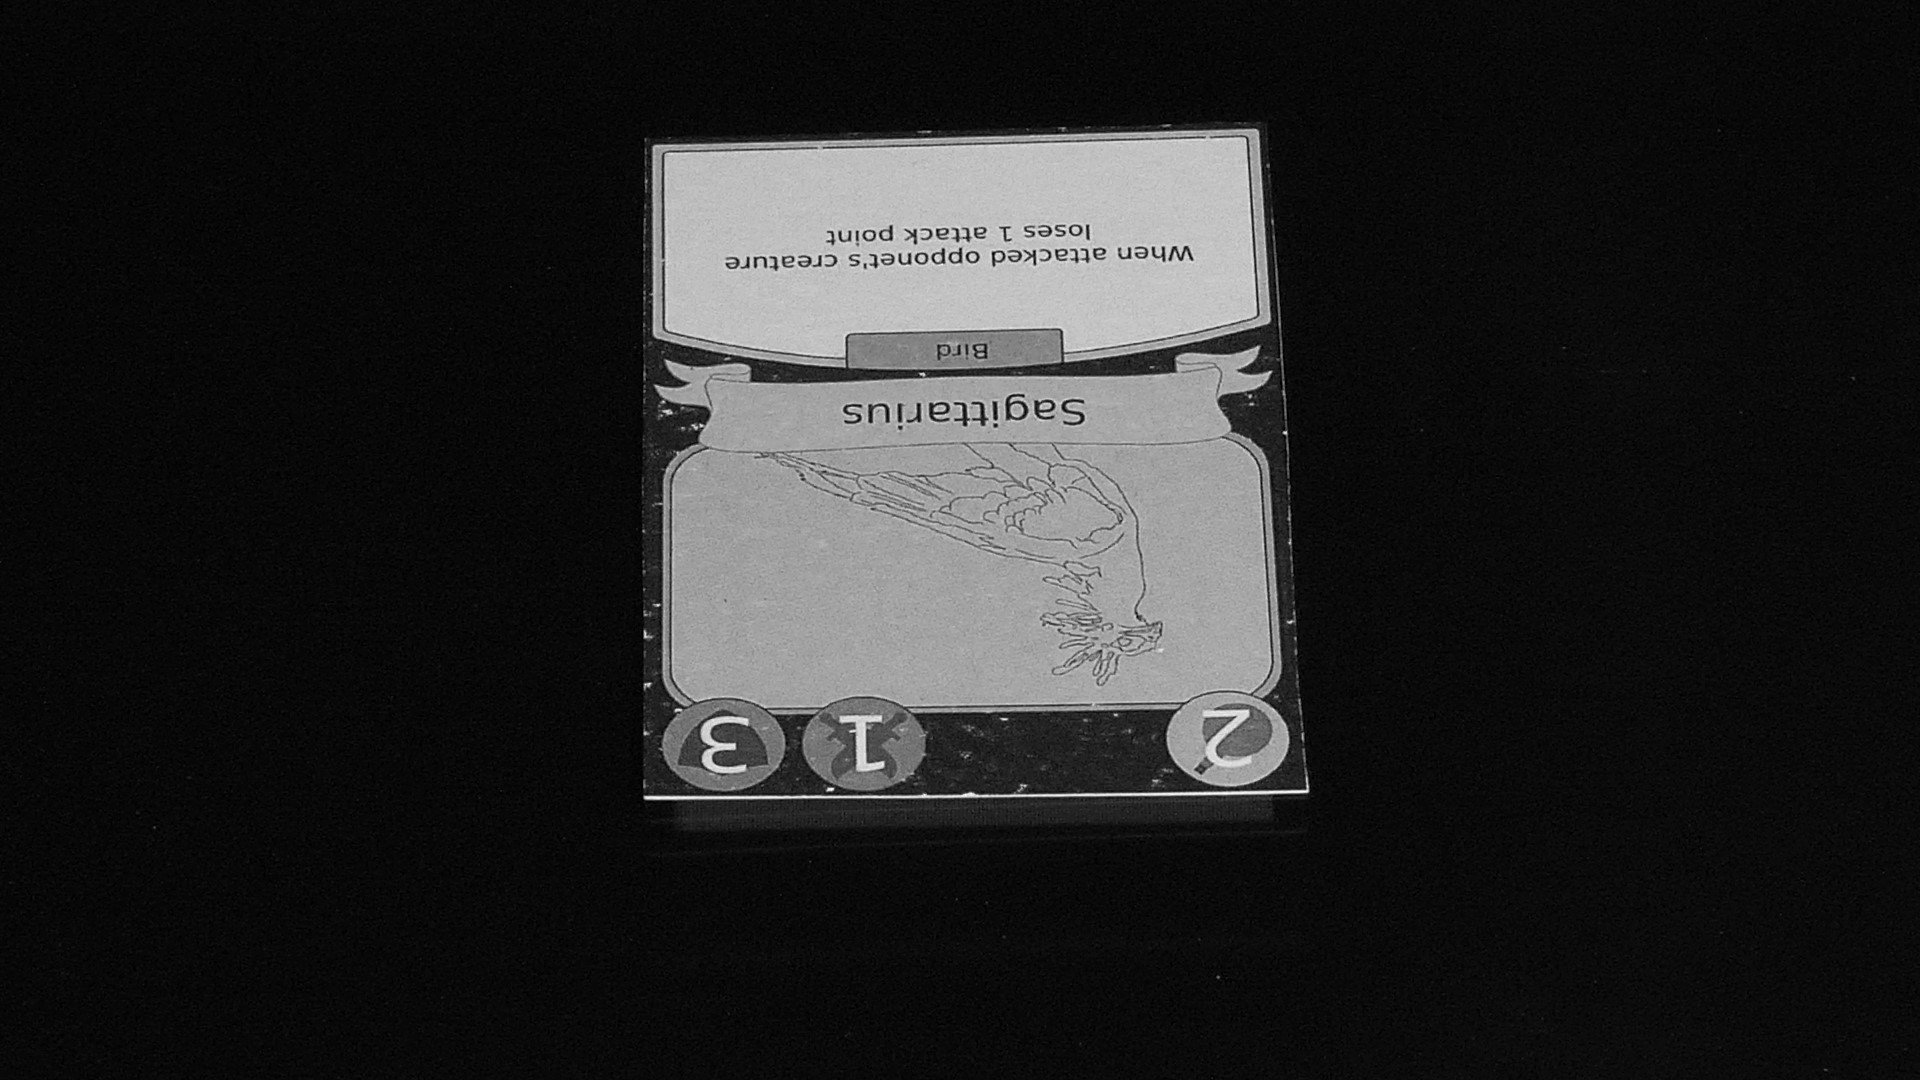 2 1 3
Sagittarius
Bird
When attacked opponet's creature
loses 1 attack point